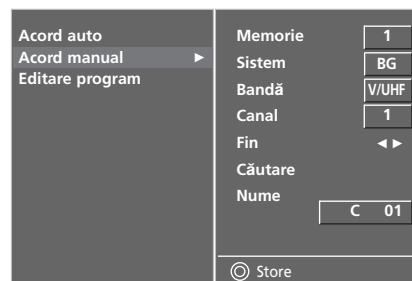 Acord auto
Acord manual ►
Editare program
Memorie 1
Sistem BG
Bandă V/UHF
Canal 1
Fin ◄ ►
Căutare
Nume
C 01
Store